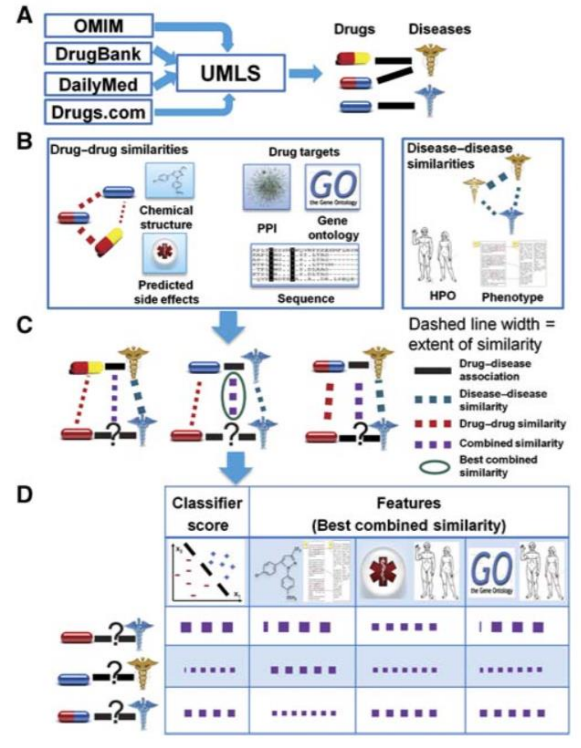 A
OMIM
DrugBank
DailyMed
Drugs.com
UMLS
Drugs
Diseases
B
Drug–drug similarities
Chemical
structure
Predicted
side effects
Drug targets
PPI
GO
the Gene Ontology
Gene
ontology
Sequence
Disease–disease
similarities
HPO
Phenotype
C
?
?
?
Dashed line width =
extent of similarity
Drug–disease
association
Disease–disease
similarity
Drug–drug similarity
Combined similarity
Best combined
similarity
D
Classifier
score
Features
(Best combined similarity)
x₂
x₁
GO
the Gene Ontology
?
?
?